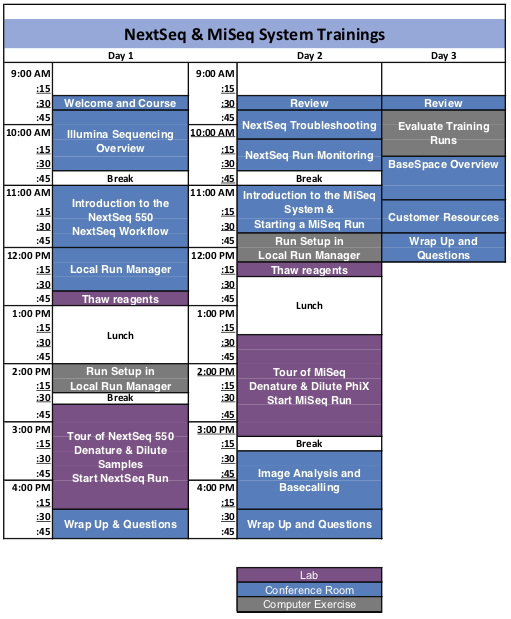 NextSeq & MiSeq System Trainings
Day 1
Day 2
Day 3
9:00 AM
:15
:30
:45
10:00 AM
:15
:30
:45
11:00 AM
:15
:30
:45
12:00 PM
:15
:30
:45
1:00 PM
:15
:30
:45
2:00 PM
:15
:30
:45
3:00 PM
:15
:30
:45
4:00 PM
:15
:30
:45
Welcome and Course
Illumina Sequencing
Overview
Break
Introduction to the
NextSeq 550
NextSeq Workflow
Local Run Manager
Thaw reagents
Lunch
Run Setup in
Local Run Manager
Break
Tour of NextSeq 550
Denature & Dilute
Samples
Start NextSeq Run
Wrap Up & Questions
9:00 AM
:15
:30
:45
10:00 AM
:15
:30
:45
11:00 AM
:15
:30
:45
12:00 PM
:15
:30
:45
1:00 PM
:15
:30
:45
2:00 PM
:15
:30
:45
3:00 PM
:15
:30
:45
4:00 PM
:15
:30
:45
Review
NextSeq Troubleshooting
NextSeq Run Monitoring
Break
Introduction to the MiSeq
System &
Starting a MiSeq Run
Run Setup in
Local Run Manager
Thaw reagents
Lunch
Tour of MiSeq
Denature & Dilute PhiX
Start MiSeq Run
Break
Image Analysis and
Basecalling
Wrap Up and Questions
Review
Evaluate Training
Runs
BaseSpace Overview
Customer Resources
Wrap Up and
Questions
Lab
Conference Room
Computer Exercise